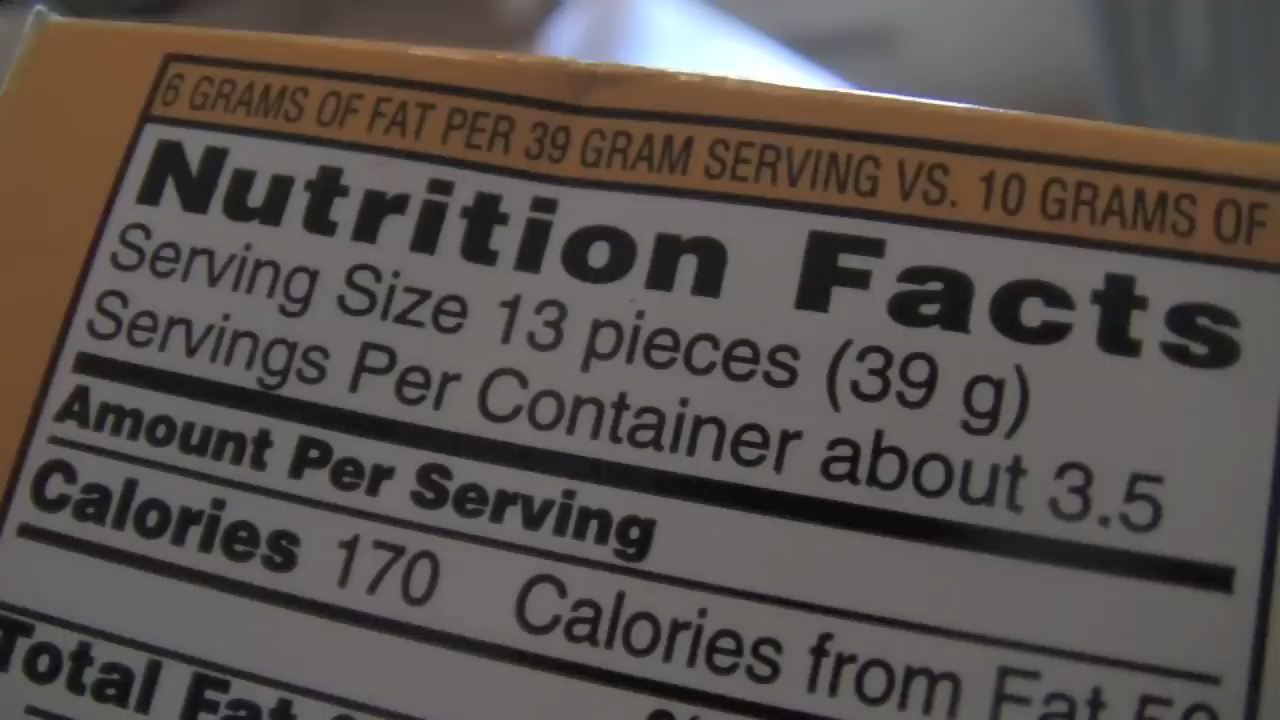 6 GRAMS OF FAT PER 39 GRAM SERVING VS. 10 GRAMS OF
Nutrition Facts
Serving Size 13 pieces (39 g)
Servings Per Container about 3.5
Amount Per Serving
Calories 170 Calories from Fat
Total Fat